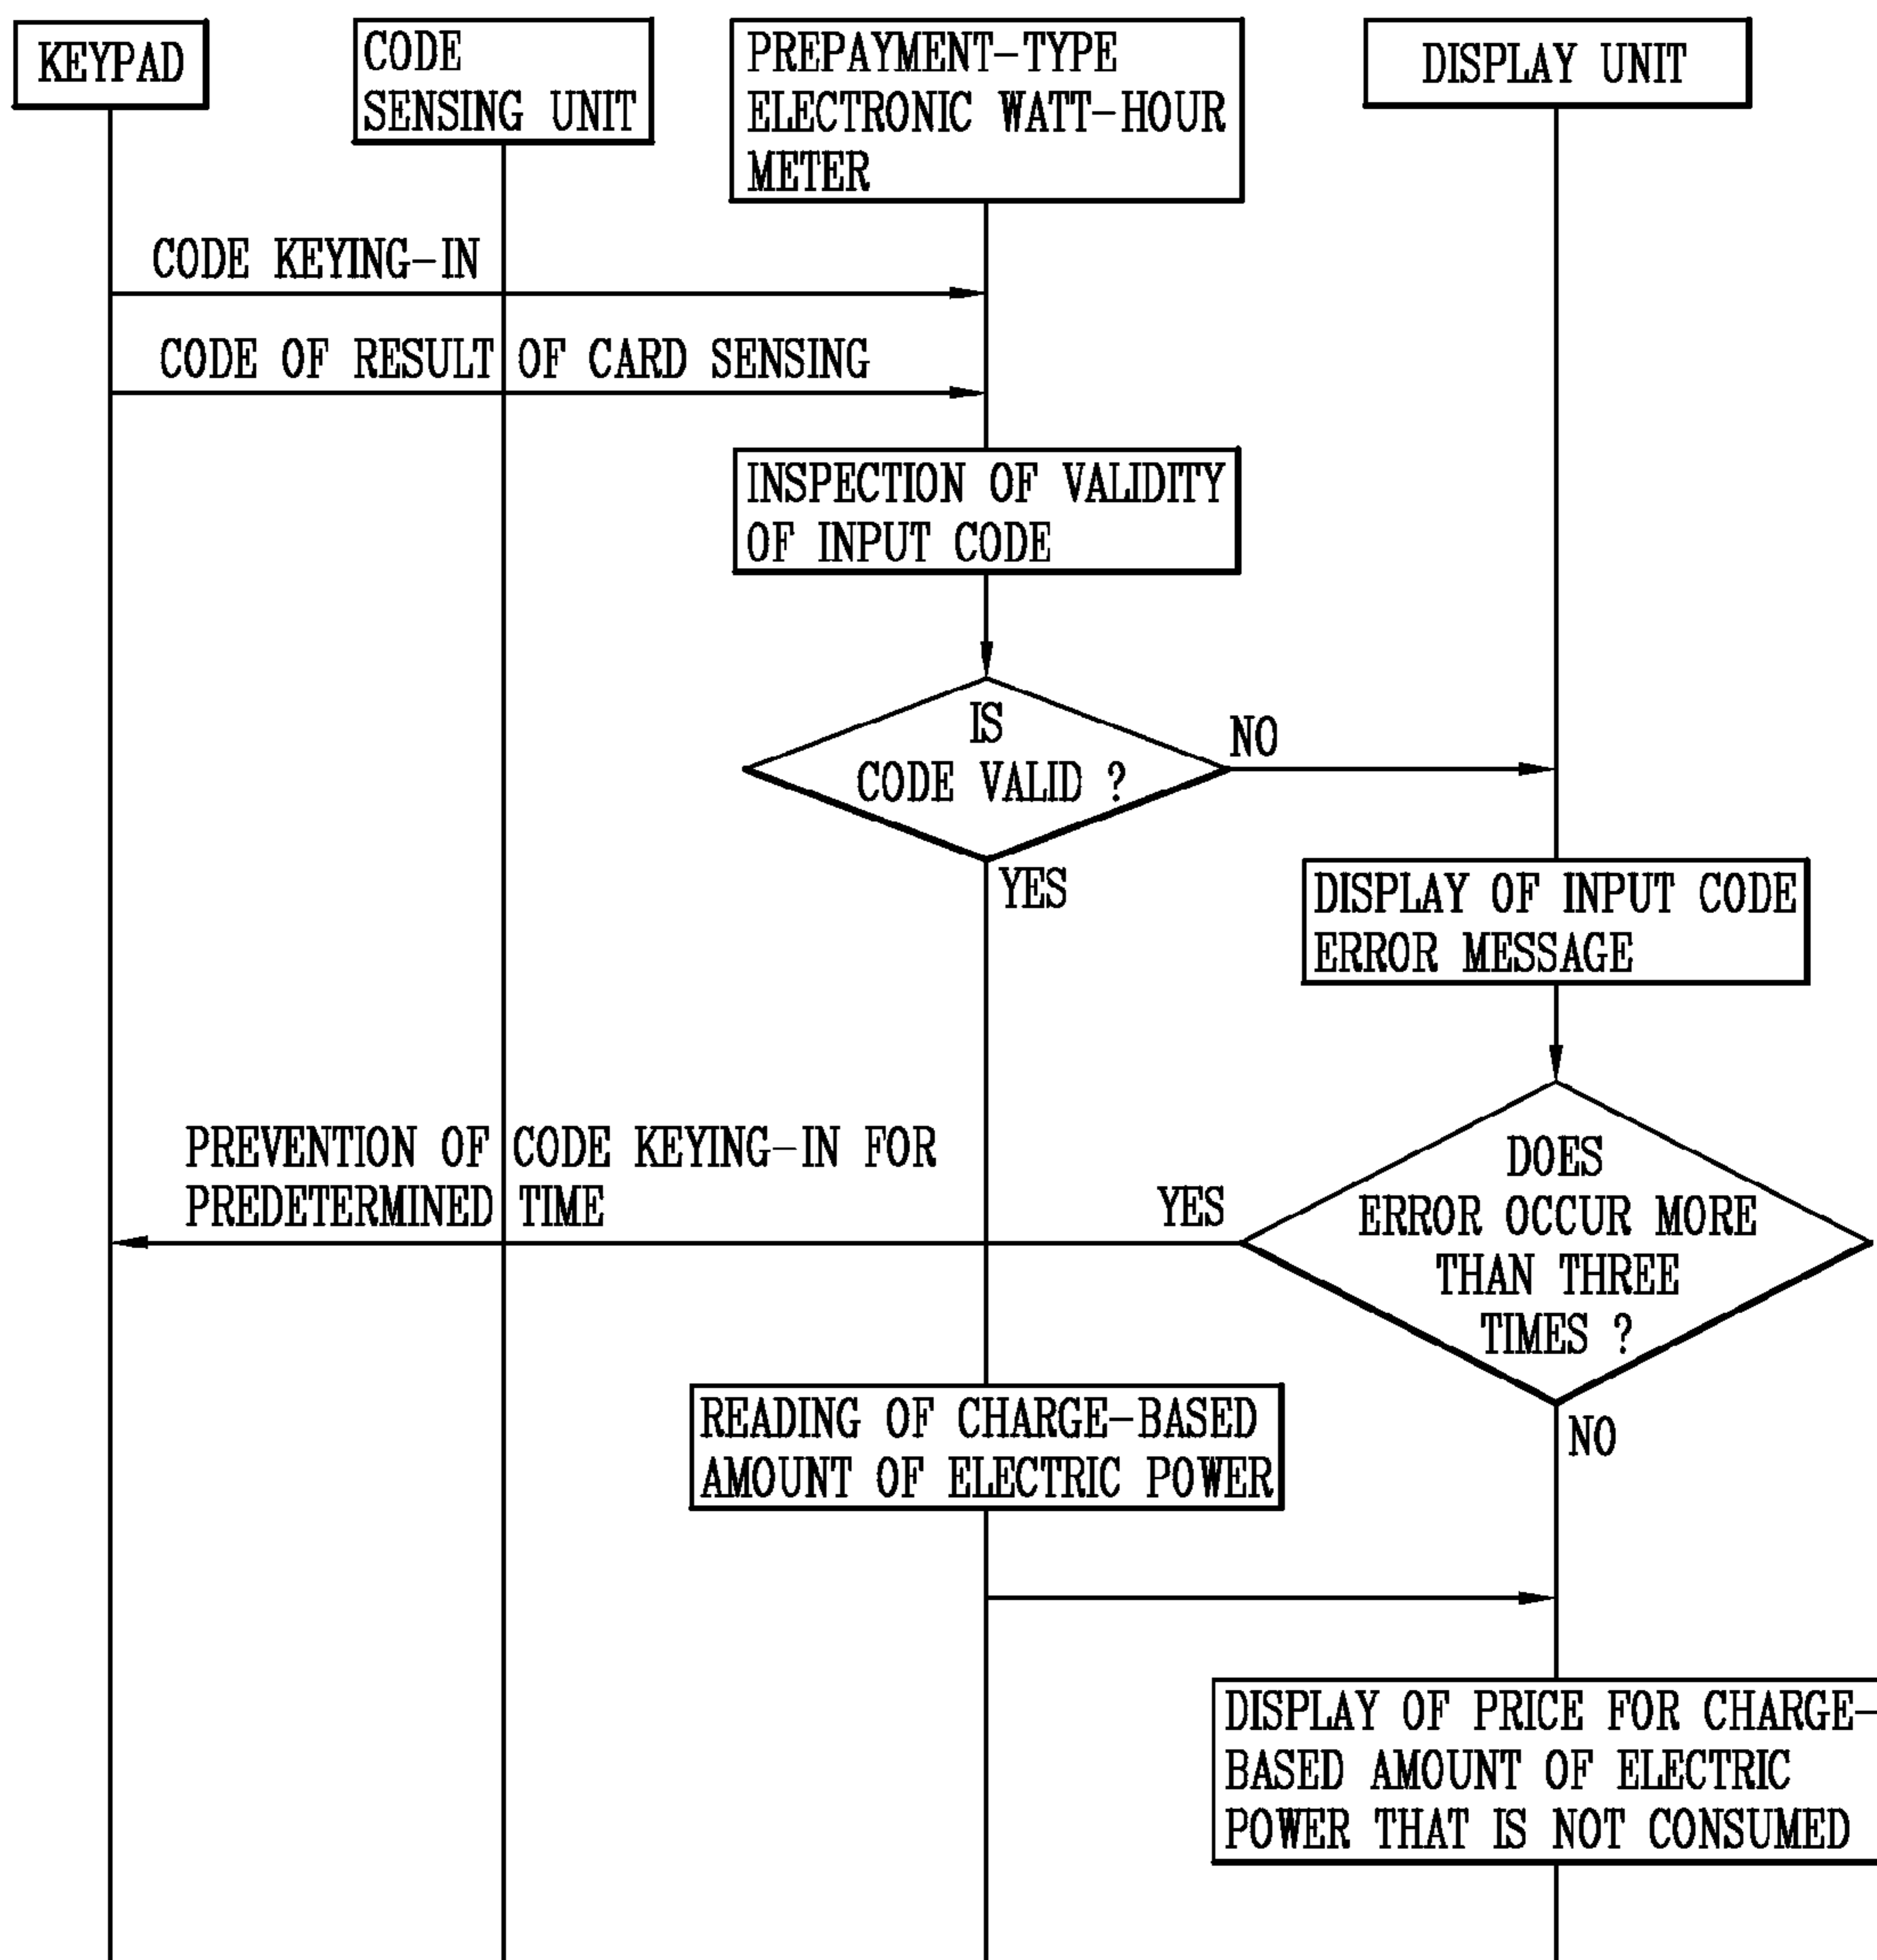 KEYPAD
CODE
SENSING UNIT
PREPAYMENT-TYPE
ELECTRONIC WATT-HOUR
METER
DISPLAY UNIT
CODE KEYING-IN
CODE OF RESULT OF CARD SENSING
INSPECTION OF VALIDITY
OF INPUT CODE
IS
CODE VALID ?
NO
YES
DISPLAY OF INPUT CODE
ERROR MESSAGE
PREVENTION OF CODE KEYING-IN FOR
PREDETERMINED TIME
YES
DOES
ERROR OCCUR MORE
THAN THREE
TIMES ?
NO
READING OF CHARGE-BASED
AMOUNT OF ELECTRIC POWER
DISPLAY OF PRICE FOR CHARGE-
BASED AMOUNT OF ELECTRIC
POWER THAT IS NOT CONSUMED